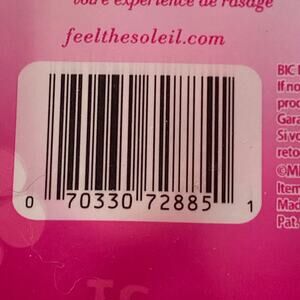 votre expérience de rasage
feelthesoleil.com
0 70330 72885 1
BIC
If no
Gara
Si vo
reto
Item
Mad
Pat.